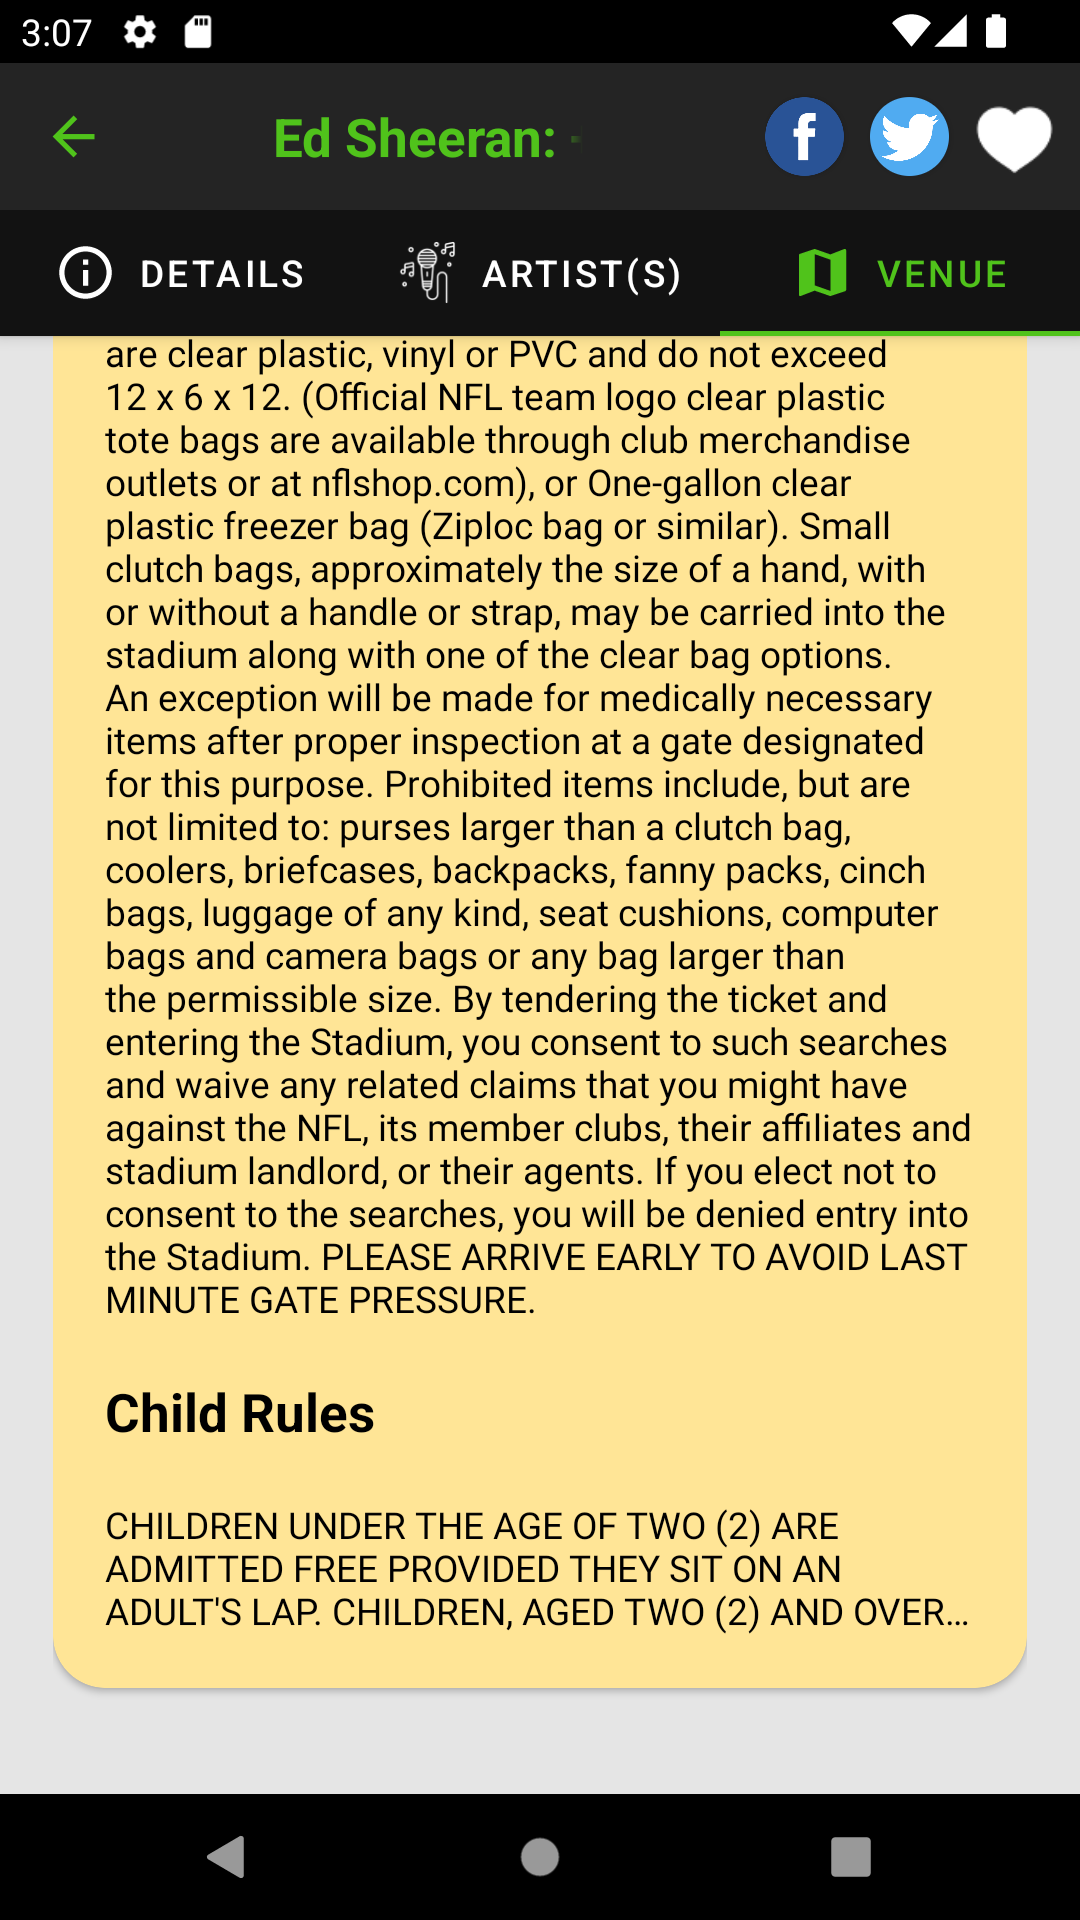 3:07
Ed Sheeran:
DETAILS
ARTIST(S)
VENUE
are clear plastic, vinyl or PVC and do not exceed
12 x 6 x 12. (Official NFL team logo clear plastic
tote bags are available through club merchandise
outlets or at nflshop.com), or One-gallon clear
plastic freezer bag (Ziploc bag or similar). Small
clutch bags, approximately the size of a hand, with
or without a handle or strap, may be carried into the
stadium along with one of the clear bag options.
An exception will be made for medically necessary
items after proper inspection at a gate designated
for this purpose. Prohibited items include, but are
not limited to: purses larger than a clutch bag,
coolers, briefcases, backpacks, fanny packs, cinch
bags, luggage of any kind, seat cushions, computer
bags and camera bags or any bag larger than
the permissible size. By tendering the ticket and
entering the Stadium, you consent to such searches
and waive any related claims that you might have
against the NFL, its member clubs, their affiliates and
stadium landlord, or their agents. If you elect not to
consent to the searches, you will be denied entry into
the Stadium. PLEASE ARRIVE EARLY TO AVOID LAST
MINUTE GATE PRESSURE.
Child Rules
CHILDREN UNDER THE AGE OF TWO (2) ARE
ADMITTED FREE PROVIDED THEY SIT ON AN
ADULT'S LAP. CHILDREN, AGED TWO (2) AND OVER…